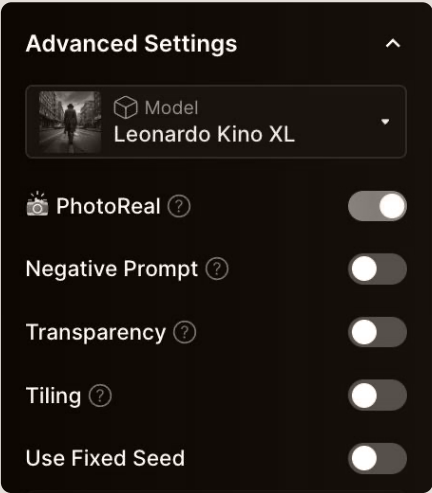 Advanced Settings
Model
Leonardo Kino XL
PhotoReal ?
Negative Prompt ?
Transparency ?
Tiling ?
Use Fixed Seed